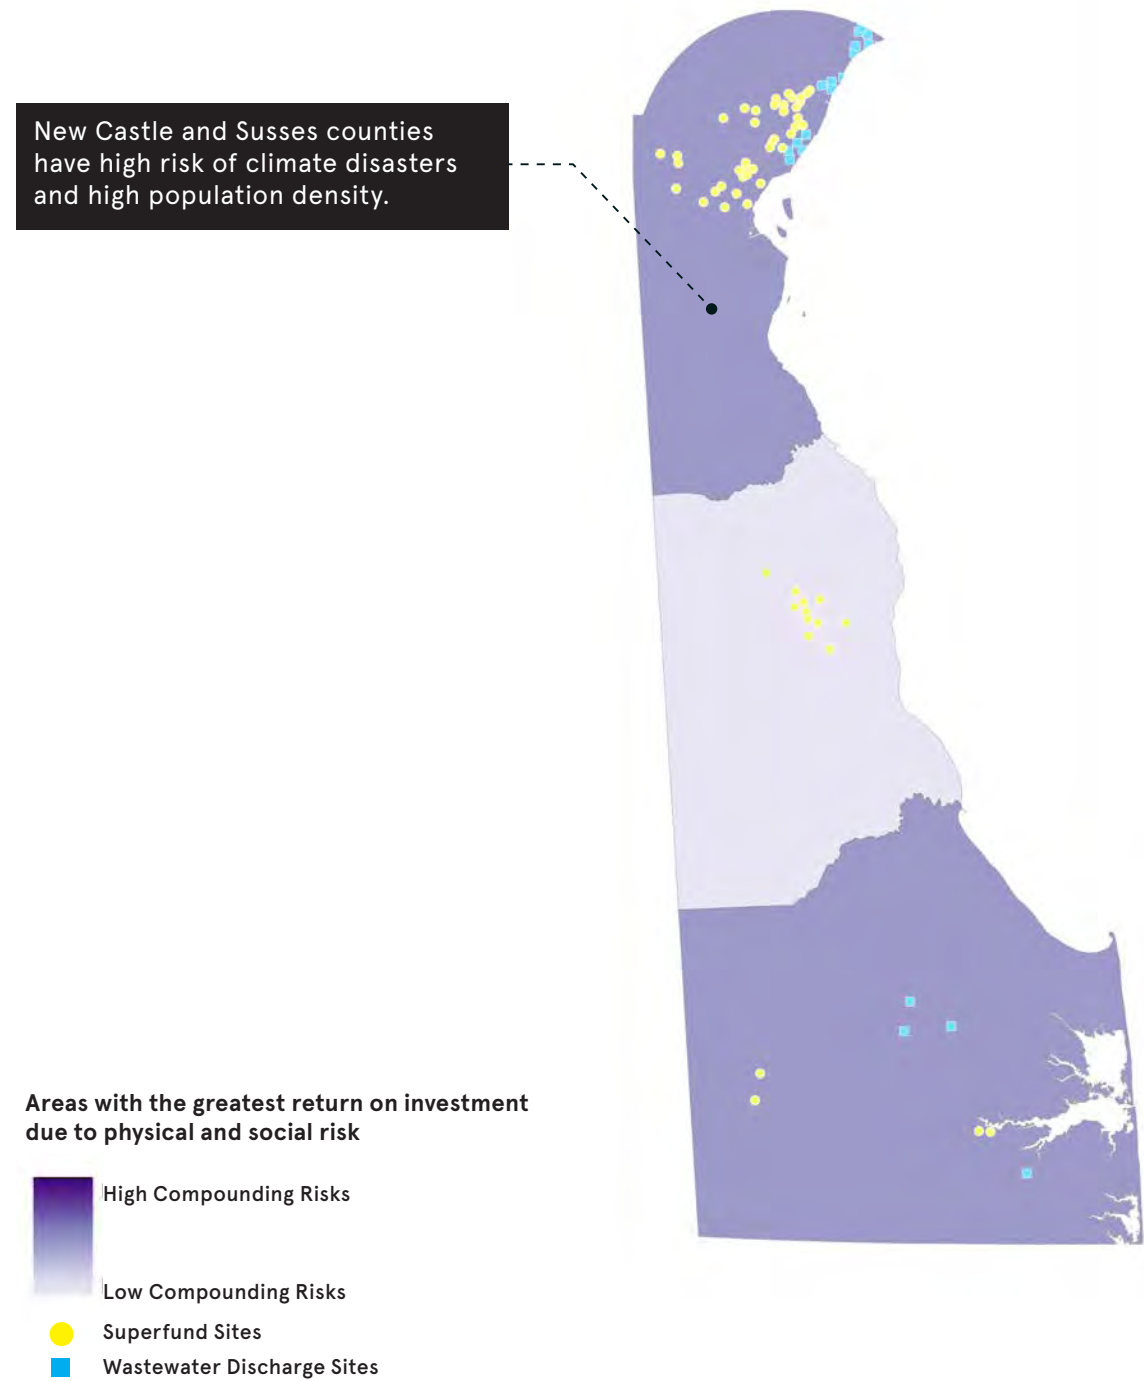 New Castle and Susses counties
have high risk of climate disasters
and high population density.
Areas with the greatest return on investment
due to physical and social risk
High Compounding Risks
Low Compounding Risks
Superfund Sites
Wastewater Discharge Sites